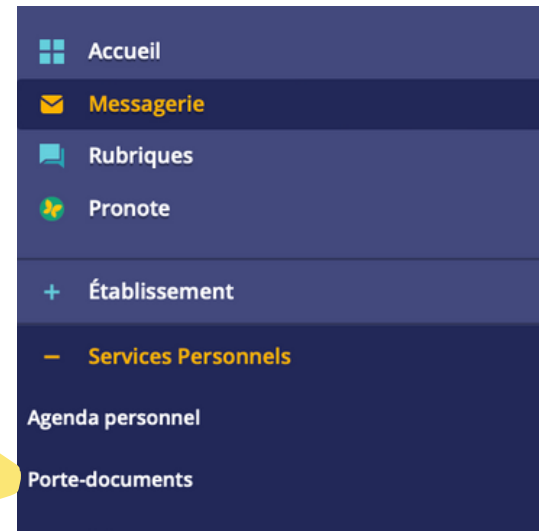 Accueil
Messagerie
Rubriques
Pronote
+ Établissement
– Services Personnels
Agenda personnel
Porte-documents